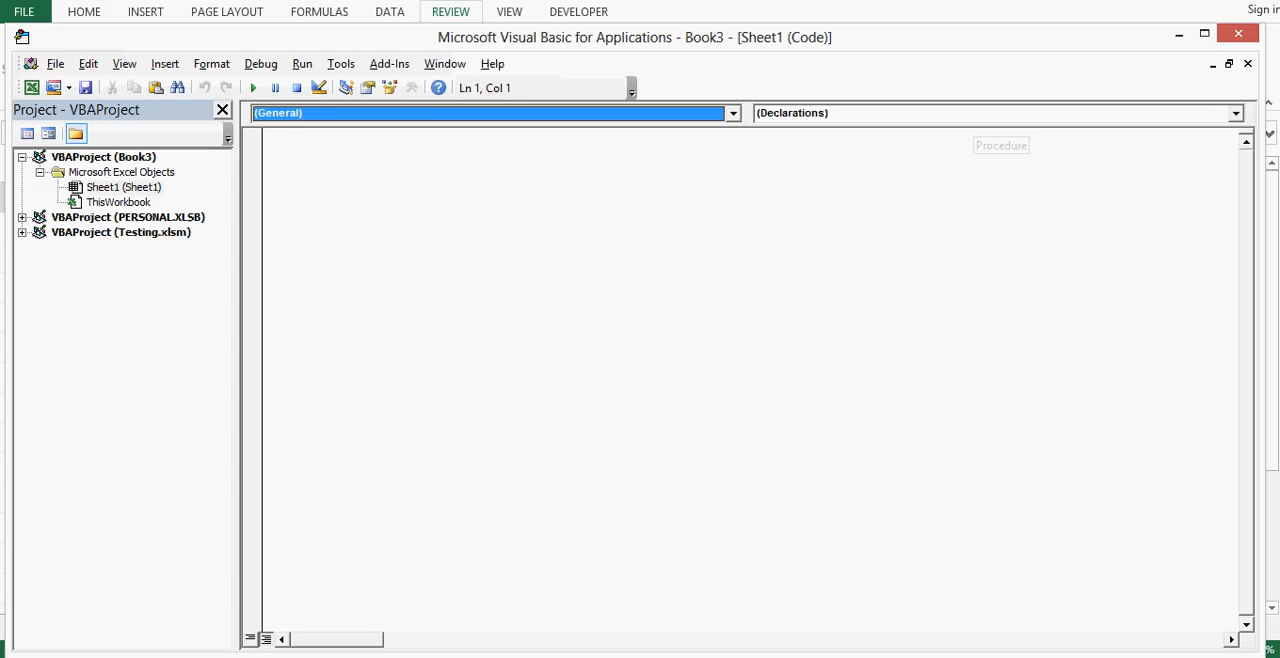 FILE HOME INSERT PAGE LAYOUT FORMULAS DATA REVIEW VIEW DEVELOPER Sign in
Microsoft Visual Basic for Applications - Book3 - [Sheet1 (Code)]
File Edit View Insert Format Debug Run Tools Add-Ins Window Help
Ln 1, Col 1
Project - VBAProject
(General) (Declarations)
Procedure
VBAProject (Book3)
Microsoft Excel Objects
Sheet1 (Sheet1)
ThisWorkbook
VBAProject (PERSONAL.XLSB)
VBAProject (Testing.xlsm)
%